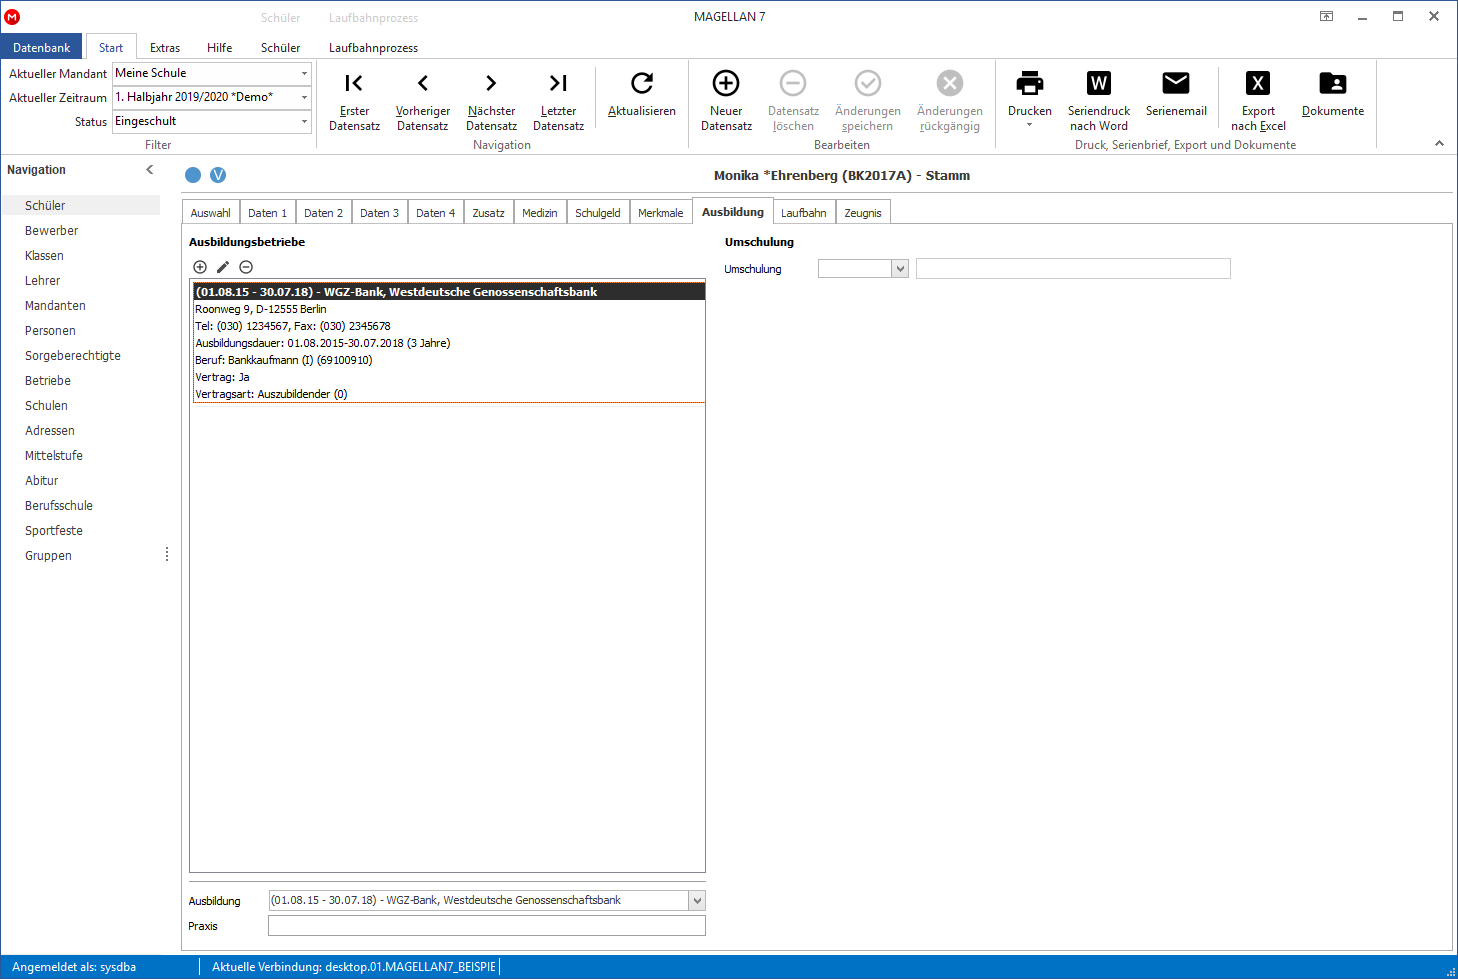 M
Schüler
Laufbahnprozess
MAGELLAN 7
Datenbank
Start
Extras
Hilfe
Schüler
Laufbahnprozess
Aktueller Mandant
Meine Schule
Aktueller Zeitraum
1. Halbjahr 2019/2020 *Demo*
Status
Eingeschult
Filter
Erster
Datensatz
Vorheriger
Datensatz
Nächster
Datensatz
Letzter
Datensatz
Aktualisieren
Navigation
Neuer
Datensatz
Datensatz
löschen
Änderungen
speichern
Änderungen
rückgängig
Bearbeiten
Drucken
W
Seriendruck
nach Word
Serienemail
X
Export
nach Excel
Dokumente
Druck, Serienbrief, Export und Dokumente
Navigation
Schüler
Bewerber
Klassen
Lehrer
Mandanten
Personen
Sorgeberechtigte
Betriebe
Schulen
Adressen
Mittelstufe
Abitur
Berufsschule
Sportfeste
Gruppen
V
Monika *Ehrenberg (BK2017A) - Stamm
Auswahl
Daten 1
Daten 2
Daten 3
Daten 4
Zusatz
Medizin
Schulgeld
Merkmale
Ausbildung
Laufbahn
Zeugnis
Ausbildungsbetriebe
(01.08.15 - 30.07.18) - WGZ-Bank, Westdeutsche Genossenschaftsbank
Roonweg 9, D-12555 Berlin
Tel: (030) 1234567, Fax: (030) 2345678
Ausbildungsdauer: 01.08.2015-30.07.2018 (3 Jahre)
Beruf: Bankkaufmann (I) (69100910)
Vertrag: Ja
Vertragsart: Auszubildender (0)
Umschulung
Umschulung
Ausbildung
(01.08.15 - 30.07.18) - WGZ-Bank, Westdeutsche Genossenschaftsbank
Praxis
Angemeldet als: sysdba
Aktuelle Verbindung: desktop.01.MAGELLAN7_BEISPIE